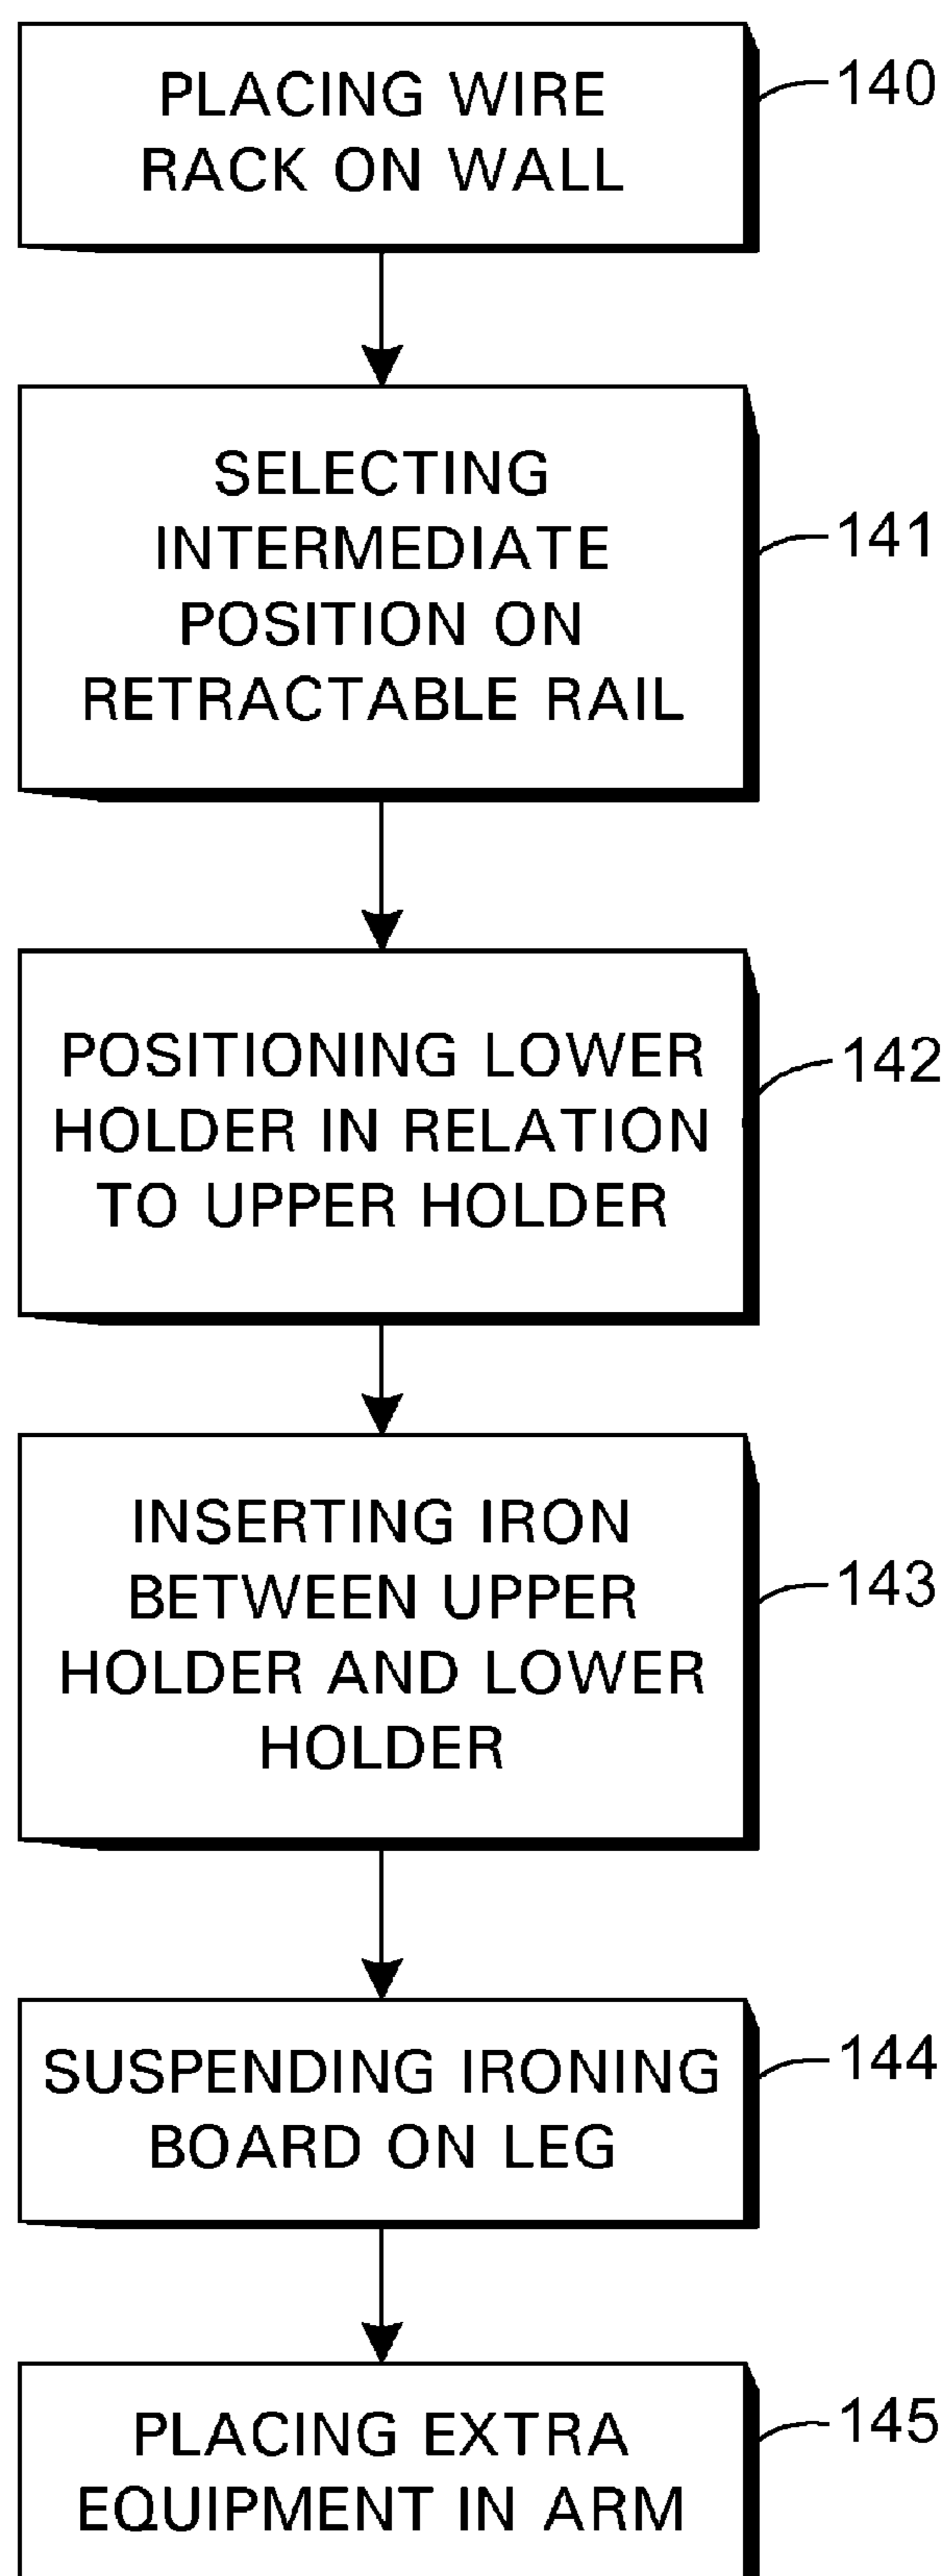 PLACING WIRE
RACK ON WALL
140
SELECTING
INTERMEDIATE
POSITION ON
RETRACTABLE RAIL
141
POSITIONING LOWER
HOLDER IN RELATION
TO UPPER HOLDER
142
INSERTING IRON
BETWEEN UPPER
HOLDER AND LOWER
HOLDER
143
SUSPENDING IRONING
BOARD ON LEG
144
PLACING EXTRA
EQUIPMENT IN ARM
145